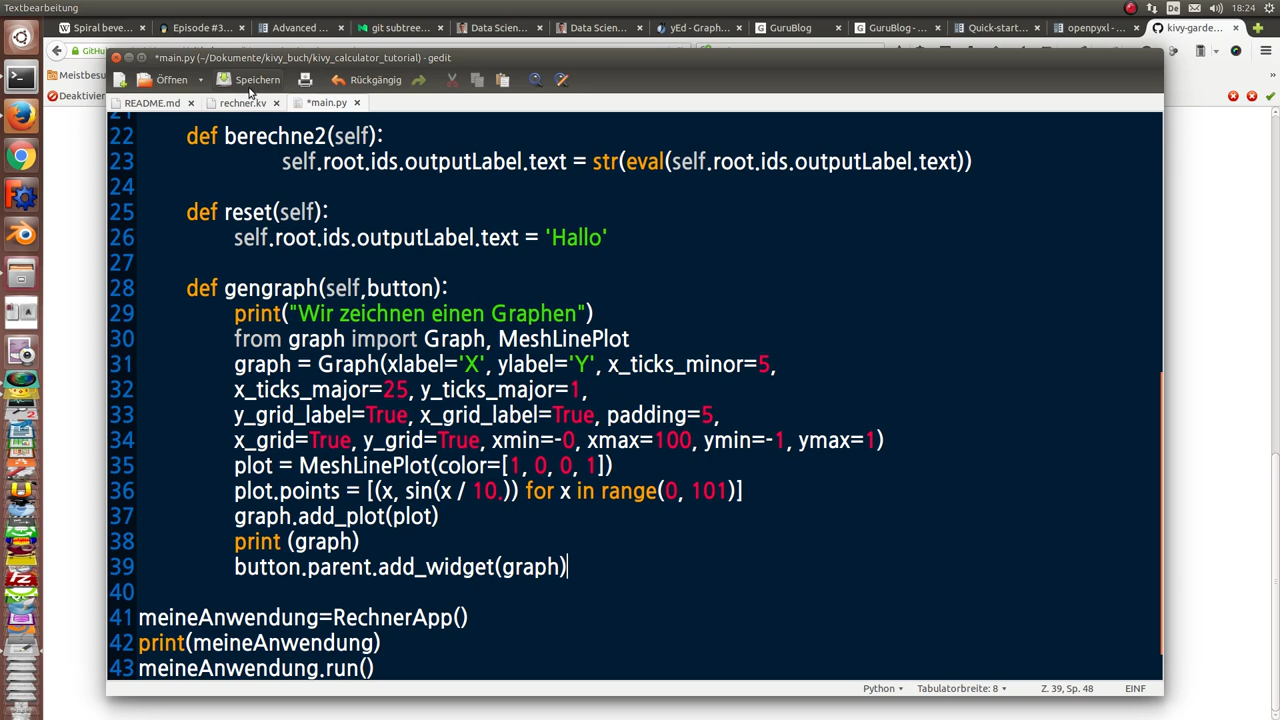 Textbearbeitung
De
18:24
Spiral beve...
Episode #3...
Advanced ...
git subtree...
Data Scien...
Data Scien...
yEd - Graph...
GuruBlog
GuruBlog - ...
Quick-start...
openpyxl - ...
kivy-garde...
*main.py (~/Dokumente/kivy_buch/kivy_calculator_tutorial) - gedit
GitHu
Meistbesu
Öffnen
Speichern
Rückgängig
Deaktivier
README.md
rechner.kv
*main.py
21
22 def berechne2(self):
23 self.root.ids.outputLabel.text = str(eval(self.root.ids.outputLabel.text))
24
25 def reset(self):
26 self.root.ids.outputLabel.text = 'Hallo'
27
28 def gengraph(self,button):
29 print("Wir zeichnen einen Graphen")
30 from graph import Graph, MeshLinePlot
31 graph = Graph(xlabel='X', ylabel='Y', x_ticks_minor=5,
32 x_ticks_major=25, y_ticks_major=1,
33 y_grid_label=True, x_grid_label=True, padding=5,
34 x_grid=True, y_grid=True, xmin=-0, xmax=100, ymin=-1, ymax=1)
35 plot = MeshLinePlot(color=[1, 0, 0, 1])
36 plot.points = [(x, sin(x / 10.)) for x in range(0, 101)]
37 graph.add_plot(plot)
38 print (graph)
39 button.parent.add_widget(graph)
40
41 meineAnwendung=RechnerApp()
42 print(meineAnwendung)
43 meineAnwendung.run()
Python
Tabulatorbreite: 8
Z. 39, Sp. 48
EINF